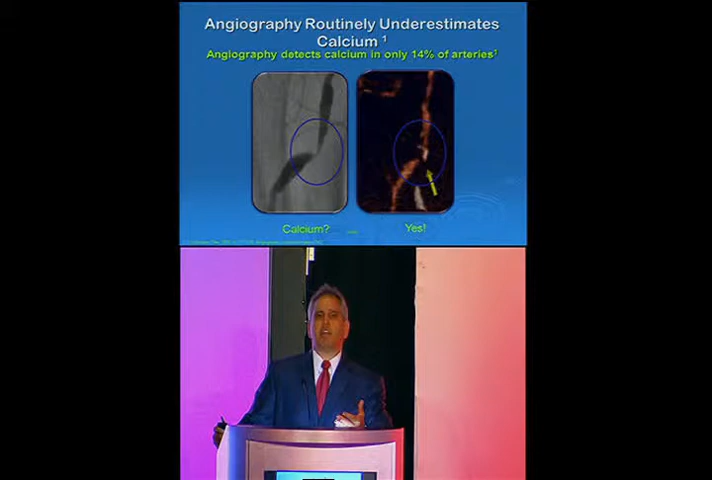 Angiography Routinely Underestimates
Calcium 1
Angiography detects calcium in only 14% of arteries1
Calcium?
Yes!